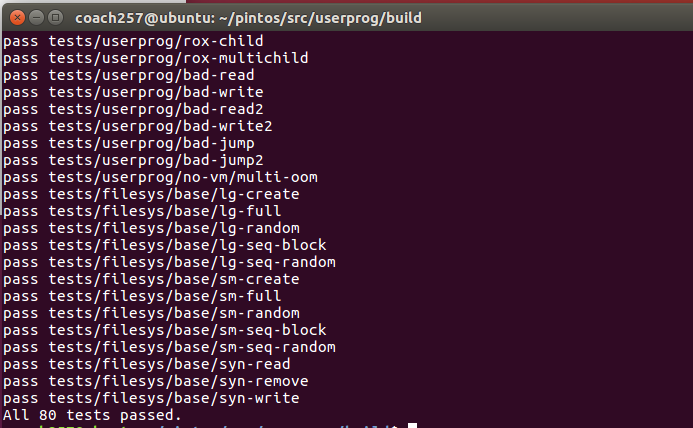 coach257@ubuntu: ~/pintos/src/userprog/build
pass tests/userprog/rox-child
pass tests/userprog/rox-multichild
pass tests/userprog/bad-read
pass tests/userprog/bad-write
pass tests/userprog/bad-read2
pass tests/userprog/bad-write2
pass tests/userprog/bad-jump
pass tests/userprog/bad-jump2
pass tests/userprog/no-vm/multi-oom
pass tests/filesys/base/lg-create
pass tests/filesys/base/lg-full
pass tests/filesys/base/lg-random
pass tests/filesys/base/lg-seq-block
pass tests/filesys/base/lg-seq-random
pass tests/filesys/base/sm-create
pass tests/filesys/base/sm-full
pass tests/filesys/base/sm-random
pass tests/filesys/base/sm-seq-block
pass tests/filesys/base/sm-seq-random
pass tests/filesys/base/syn-read
pass tests/filesys/base/syn-remove
pass tests/filesys/base/syn-write
All 80 tests passed.